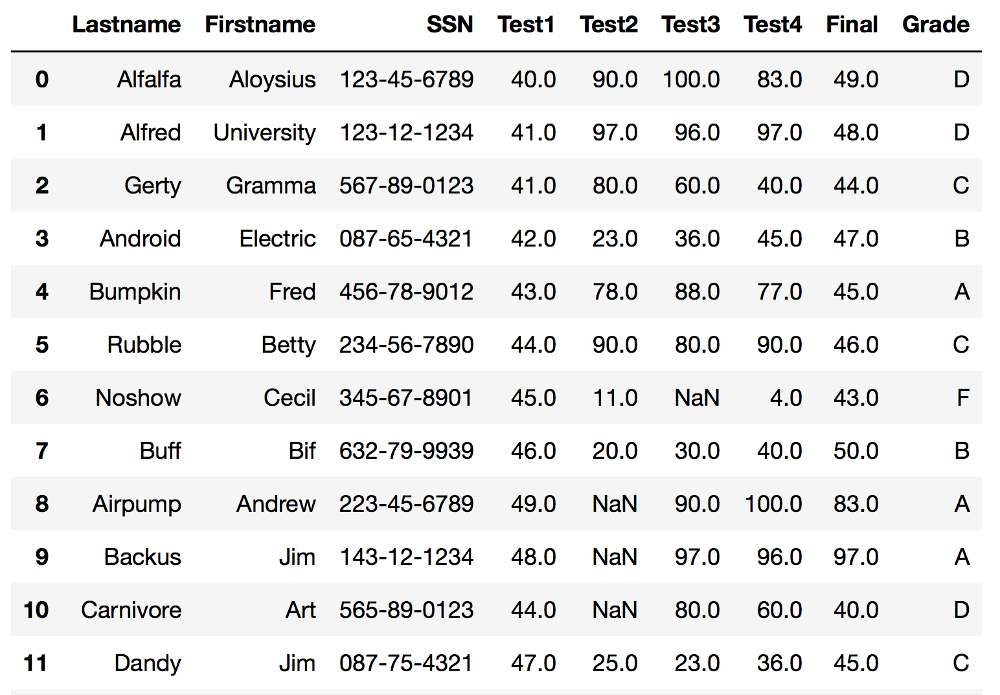 Lastname Firstname SSN Test1 Test2 Test3 Test4 Final Grade
0 Alfalfa Aloysius 123-45-6789 40.0 90.0 100.0 83.0 49.0 D
1 Alfred University 123-12-1234 41.0 97.0 96.0 97.0 48.0 D
2 Gerty Gramma 567-89-0123 41.0 80.0 60.0 40.0 44.0 C
3 Android Electric 087-65-4321 42.0 23.0 36.0 45.0 47.0 B
4 Bumpkin Fred 456-78-9012 43.0 78.0 88.0 77.0 45.0 A
5 Rubble Betty 234-56-7890 44.0 90.0 80.0 90.0 46.0 C
6 Noshow Cecil 345-67-8901 45.0 11.0 NaN 4.0 43.0 F
7 Buff Bif 632-79-9939 46.0 20.0 30.0 40.0 50.0 B
8 Airpump Andrew 223-45-6789 49.0 NaN 90.0 100.0 83.0 A
9 Backus Jim 143-12-1234 48.0 NaN 97.0 96.0 97.0 A
10 Carnivore Art 565-89-0123 44.0 NaN 80.0 60.0 40.0 D
11 Dandy Jim 087-75-4321 47.0 25.0 23.0 36.0 45.0 C